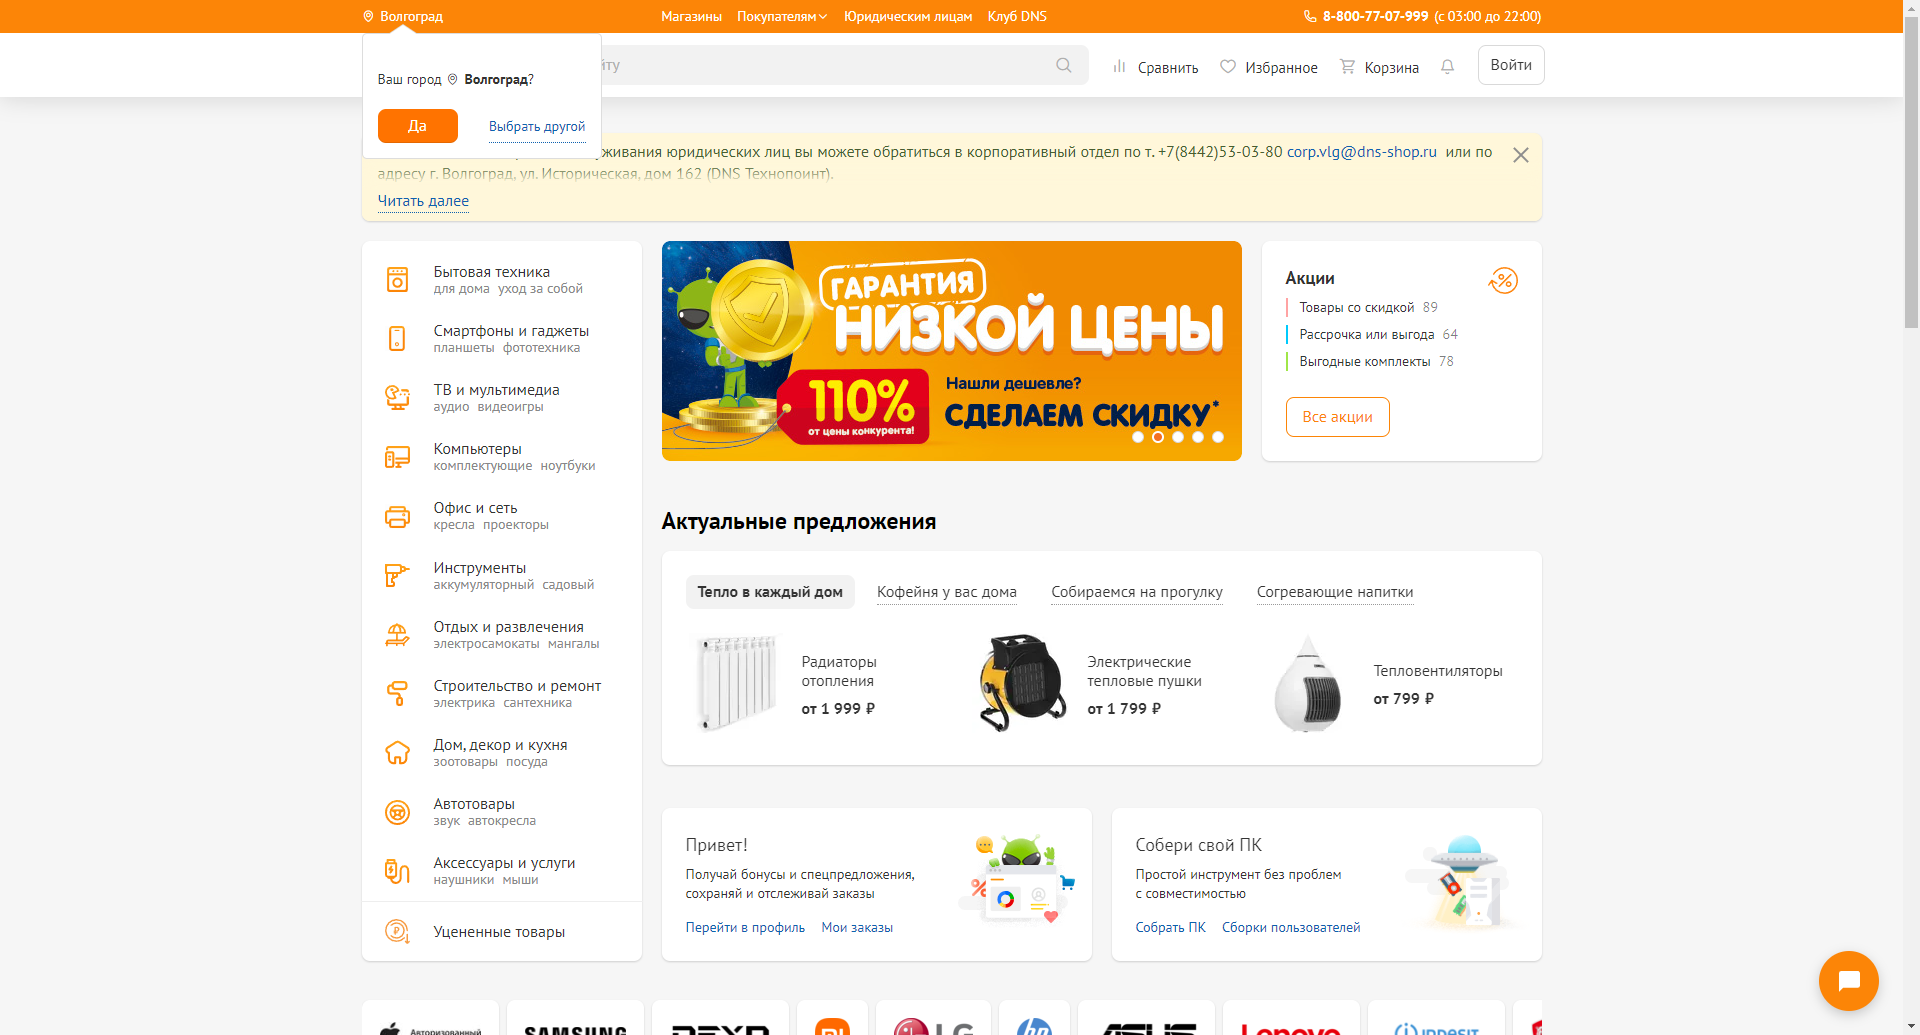 Волгоград
Магазины Покупателям Юридическим лицам Клуб DNS
8-800-77-07-999 (с 03:00 до 22:00)
Ваш город Волгоград?
Да
Выбрать другой
Сравнить
Избранное
Корзина
Войти
юридических лиц вы можете обратиться в корпоративный отдел по т. +7(8442)53-03-80 corp.vlg@dns-shop.ru или по
адресу г. Волгоград, ул. Историческая, дом 162 (DNS Технопоинт).
Читать далее
Бытовая техника
для дома уход за собой
Смартфоны и гаджеты
планшеты фототехника
ТВ и мультимедиа
аудио видеоигры
Компьютеры
комплектующие ноутбуки
Офис и сеть
кресла проекторы
Инструменты
аккумуляторный садовый
Отдых и развлечения
электросамокаты мангалы
Строительство и ремонт
электрика сантехника
Дом, декор и кухня
зоотовары посуда
Автотовары
звук автокресла
Аксессуары и услуги
наушники мыши
Уцененные товары
ГАРАНТИЯ
НИЗКОЙ ЦЕНЫ
110%
от цены конкурента!
Нашли дешевле?
СДЕЛАЕМ СКИДКУ*
Акции
Товары со скидкой 89
Рассрочка или выгода 64
Выгодные комплекты 78
Все акции
Актуальные предложения
Тепло в каждый дом
Кофейня у вас дома
Собираемся на прогулку
Согревающие напитки
Радиаторы
отопления
от 1 999 ₽
Электрические
тепловые пушки
от 1 799 ₽
Тепловентиляторы
от 799 ₽
Привет!
Получай бонусы и спецпредложения,
сохраняй и отслеживай заказы
Перейти в профиль Мои заказы
Собери свой ПК
Простой инструмент без проблем
с совместимостью
Собрать ПК Сборки пользователей
Авторизованный
SAMSUNG
DEXP
LG
hp
ASUS
Lenovo
indesit